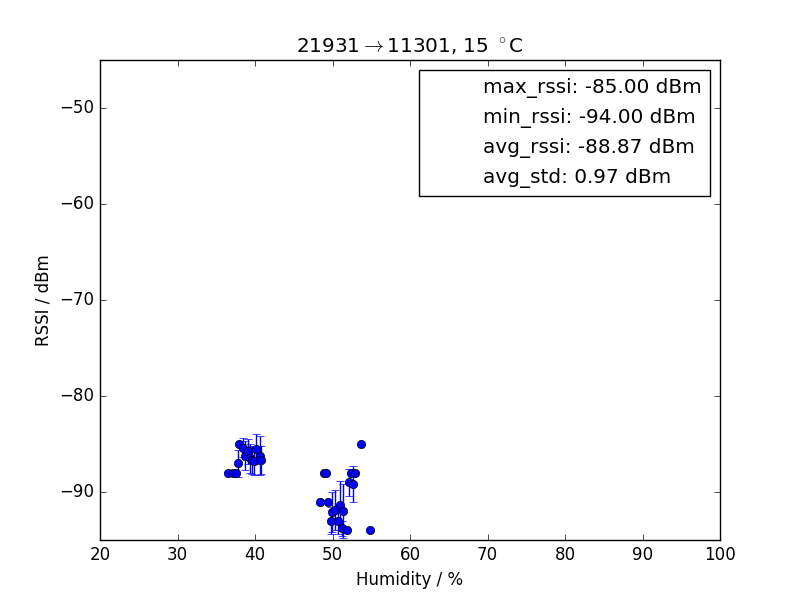 21931→11301, 15 °C
max_rssi: -85.00 dBm
min_rssi: -94.00 dBm
avg_rssi: -88.87 dBm
avg_std: 0.97 dBm
RSSI / dBm
−50
−60
−70
−80
−90
20 30 40 50 60 70 80 90 100
Humidity / %